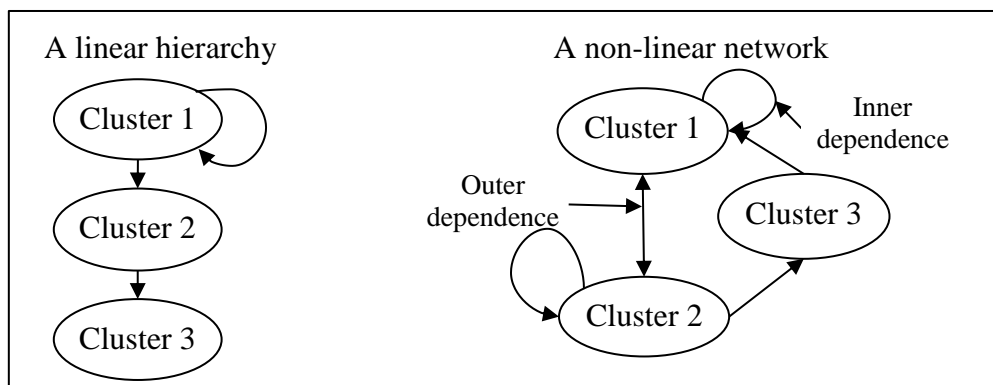 A linear hierarchy
Cluster 1
Cluster 2
Cluster 3
A non-linear network
Cluster 1
Inner
dependence
Outer
dependence
Cluster 3
Cluster 2